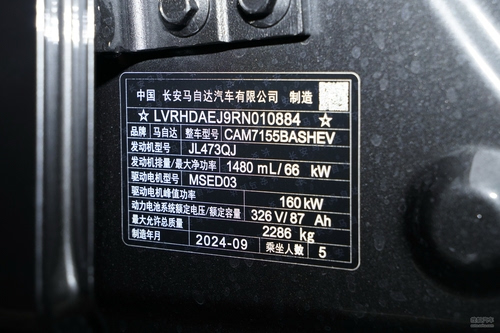 中国 长安马自达汽车有限公司 制造
☆ LVRHDAEJ9RN010884 ☆
品牌 马自达 整车型号 CAM7155BASHEV
发动机型号 JL473QJ
发动机排量/最大净功率 1480 mL/66 kW
驱动电机型号 MSED03
驱动电机峰值功率 160kW
动力电池系统额定电压/额定容量 326 V/87 Ah
最大允许总质量 2286 kg
制造年月 2024-09 乘坐人数 5